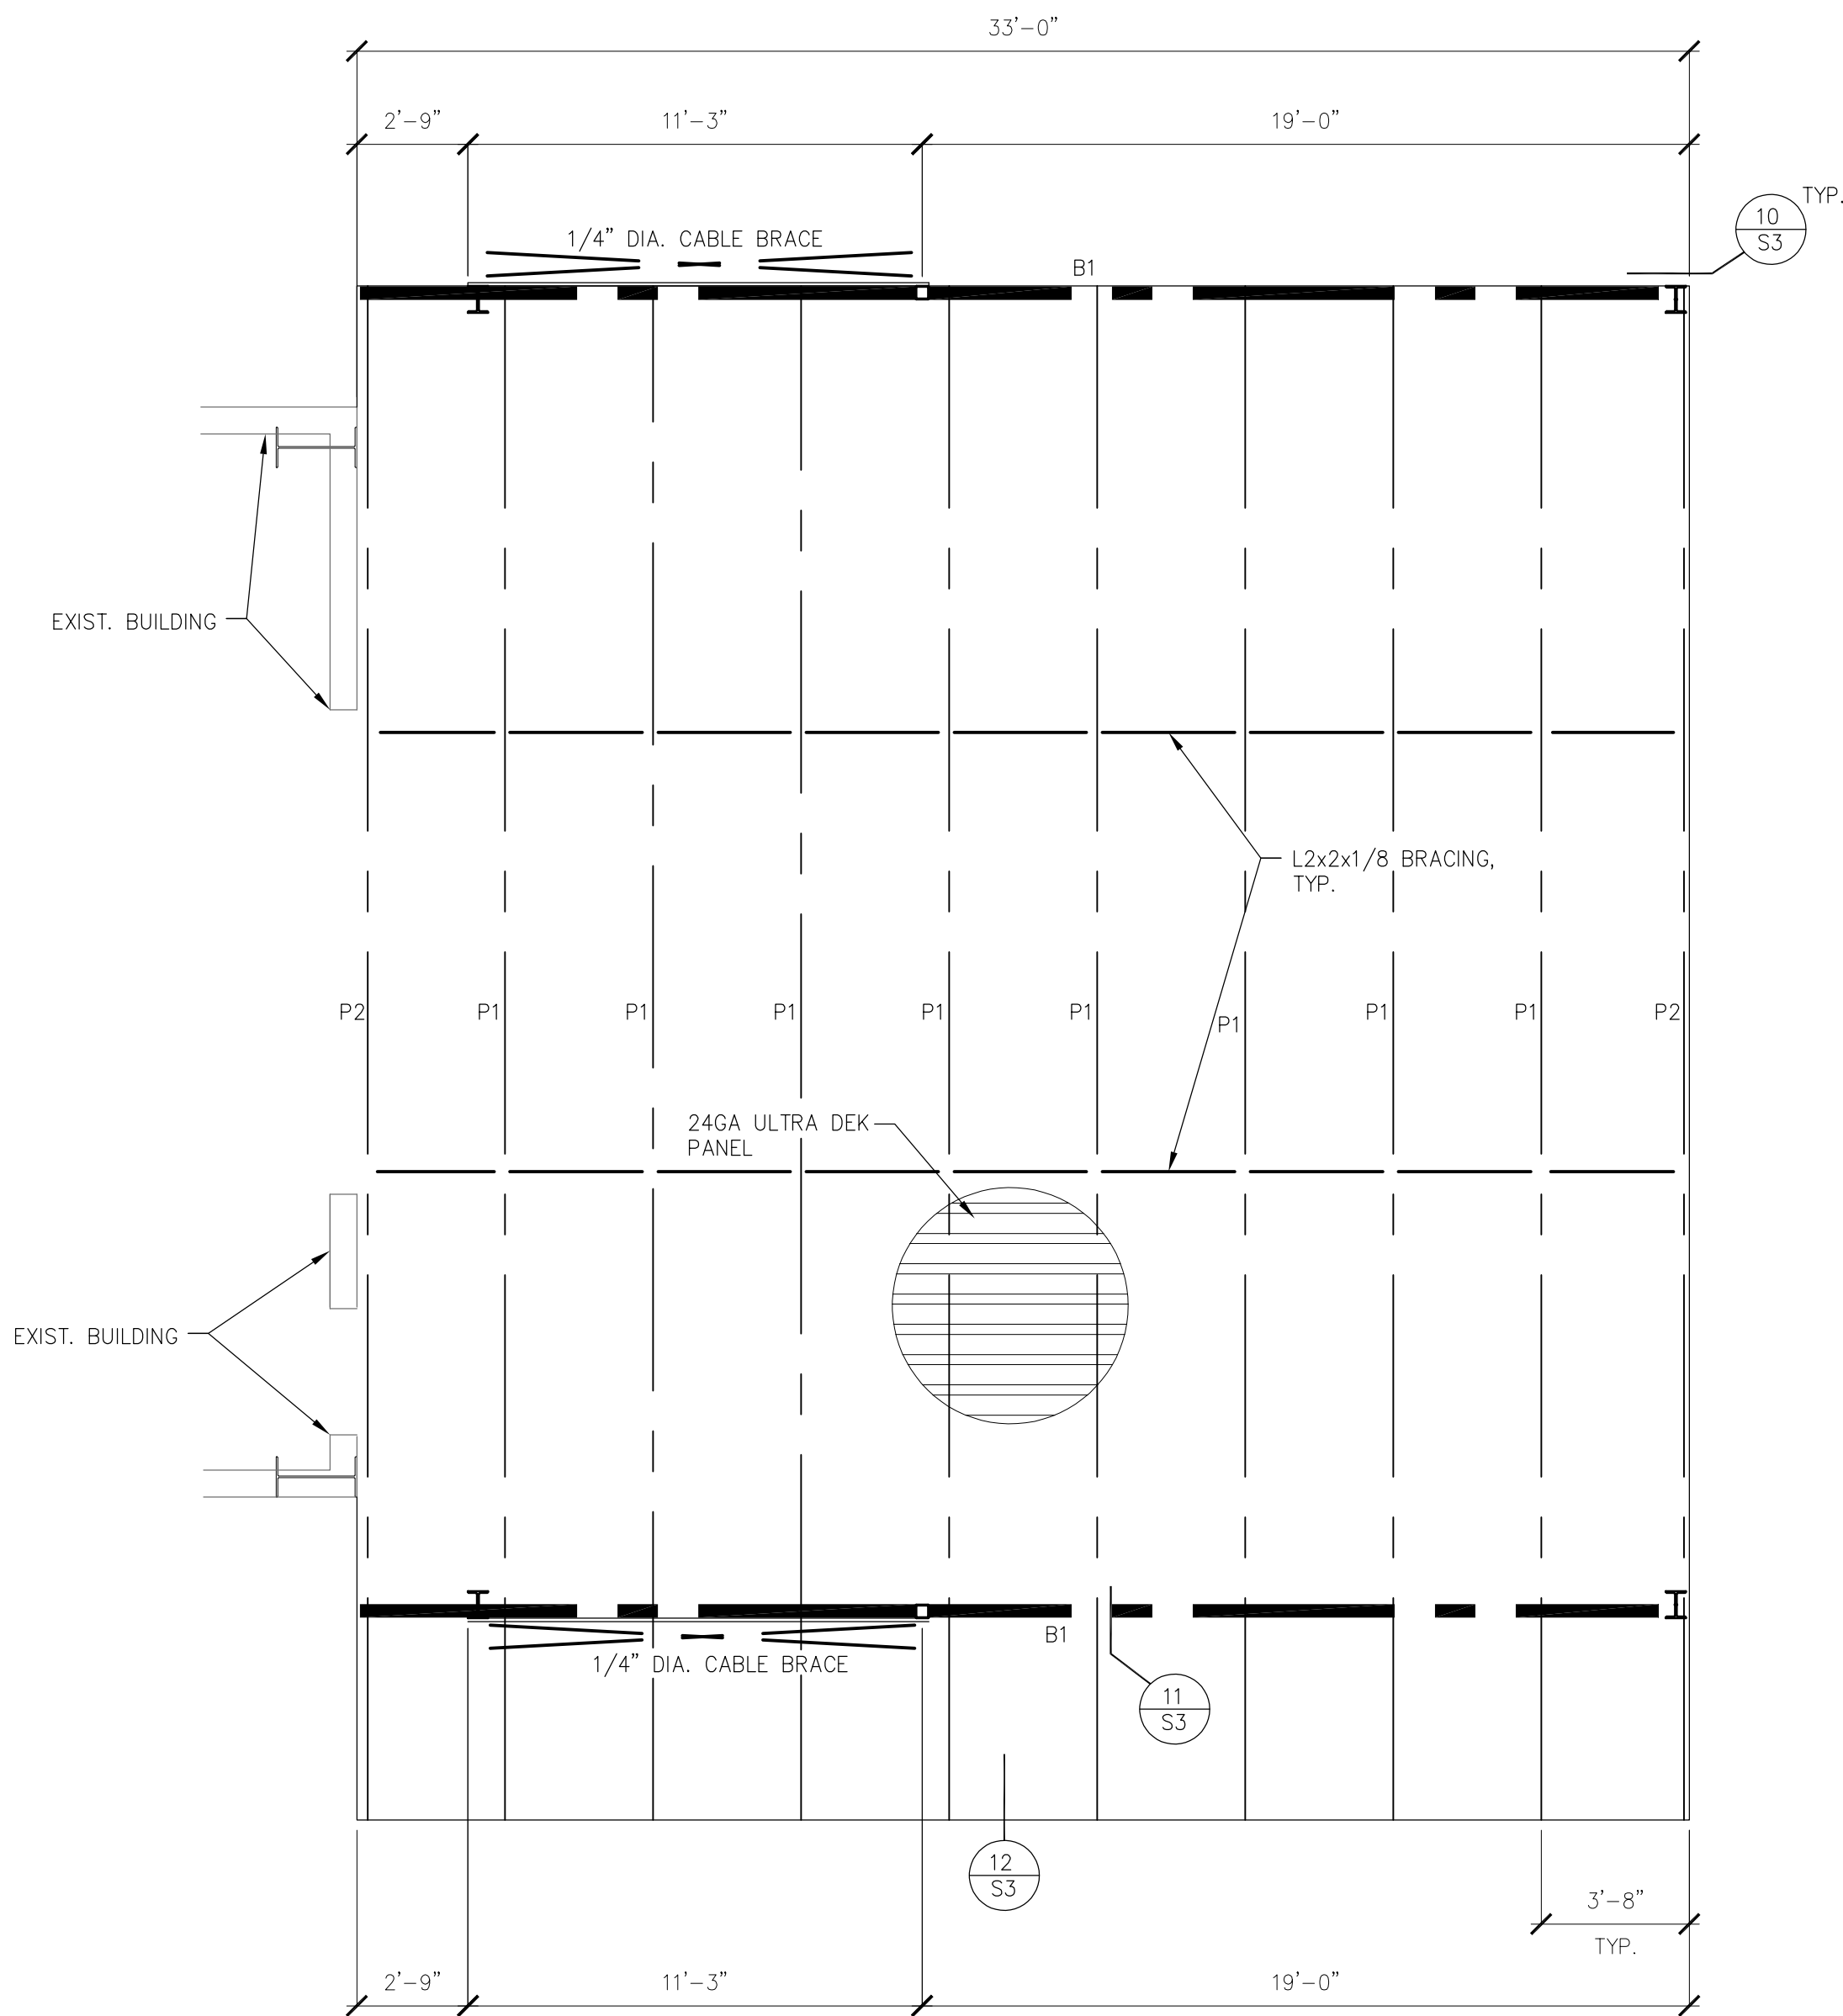 33'-0"
2'-9"
11'-3"
19'-0"
TYP.
10
S3
1/4" DIA. CABLE BRACE
B1
EXIST. BUILDING
L2x2x1/8 BRACING,
TYP.
P2
P1
P1
P1
P1
P1
P1
P1
P1
P2
24GA ULTRA DEK
PANEL
EXIST. BUILDING
B1
1/4" DIA. CABLE BRACE
11
S3
12
S3
3'-8"
TYP.
2'-9"
11'-3"
19'-0"